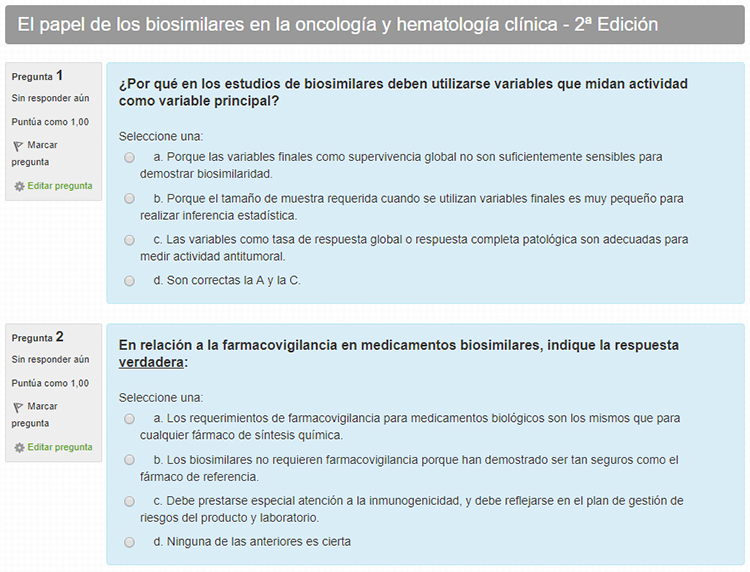 El papel de los biosimilares en la oncología y hematología clínica - 2ª Edición
Pregunta 1
Sin responder aún
Puntúa como 1,00
Marcar
pregunta
Editar pregunta
¿Por qué en los estudios de biosimilares deben utilizarse variables que midan actividad
como variable principal?
Seleccione una:
a. Porque las variables finales como supervivencia global no son suficientemente sensibles para
demostrar biosimilaridad.
b. Porque el tamaño de muestra requerida cuando se utilizan variables finales es muy pequeño para
realizar inferencia estadística.
c. Las variables como tasa de respuesta global o respuesta completa patológica son adecuadas para
medir actividad antitumoral.
d. Son correctas la A y la C.
Pregunta 2
Sin responder aún
Puntúa como 1,00
Marcar
pregunta
Editar pregunta
En relación a la farmacovigilancia en medicamentos biosimilares, indique la respuesta
verdadera:
Seleccione una:
a. Los requerimientos de farmacovigilancia para medicamentos biológicos son los mismos que para
cualquier fármaco de síntesis química.
b. Los biosimilares no requieren farmacovigilancia porque han demostrado ser tan seguros como el
fármaco de referencia.
c. Debe prestarse especial atención a la inmunogenicidad, y debe reflejarse en el plan de gestión de
riesgos del producto y laboratorio.
d. Ninguna de las anteriores es cierta